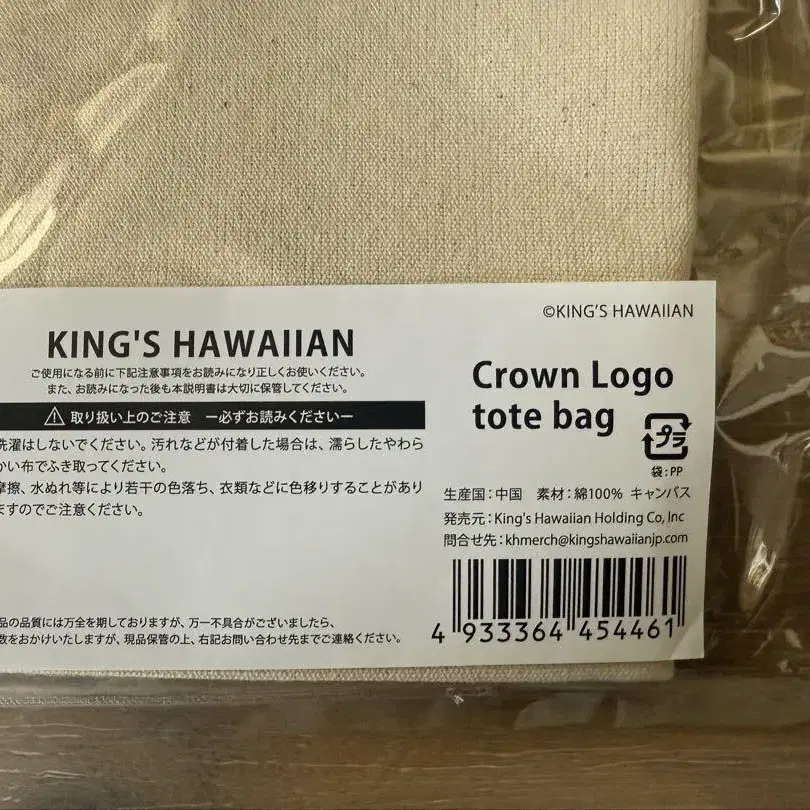 ©KING'S HAWAIIAN
KING'S HAWAIIAN
ご使用になる前に下記注意事項をお読みになり正しくお使いください。
また、お読みになった後も本説明書は大切に保管してください。
取り扱い上のご注意 ー必ずお読みくださいー
洗濯はしないでください。汚れなどが付着した場合は、濡らしたやわら
かい布でふき取ってください。
摩擦、水ぬれ等により若干の色落ち、衣類などに色移りすることがあり
ますのでご注意ください。
品の品質には万全を期しておりますが、万一不具合がございましたら、
数をおかけいたしますが、現品保管の上、右記お問い合わせ先までご連絡ください。
Crown Logo
tote bag
プラ
袋:PP
生産国:中国 素材:綿100% キャンバス
発売元:King's Hawaiian Holding Co, Inc
問合せ先:khmerch@kingshawaiianjp.com
4 933364 454461